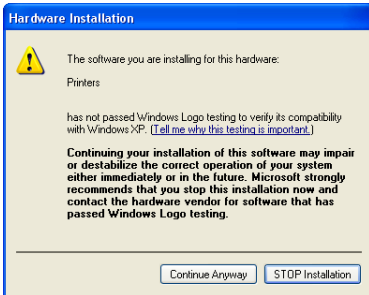 Hardware Installation
The software you are installing for this hardware:
Printers
has not passed Windows Logo testing to verify its compatibility
with Windows XP. (Tell me why this testing is important.)
Continuing your installation of this software may impair
or destabilize the correct operation of your system
either immediately or in the future. Microsoft strongly
recommends that you stop this installation now and
contact the hardware vendor for software that has
passed Windows Logo testing.
Continue Anyway
STOP Installation